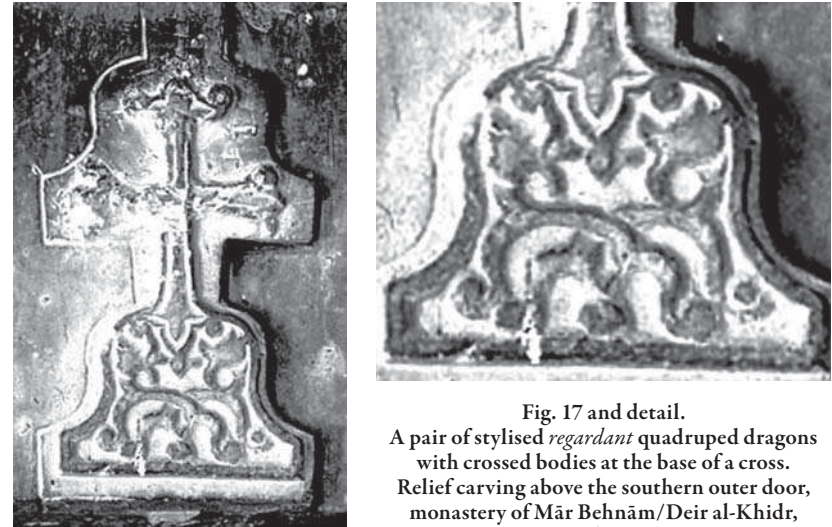 Fig. 17 and detail.
A pair of stylised regardant quadruped dragons
with crossed bodies at the base of a cross.
Relief carving above the southern outer door,
monastery of Mār Behnām/Deir al-Khidr,